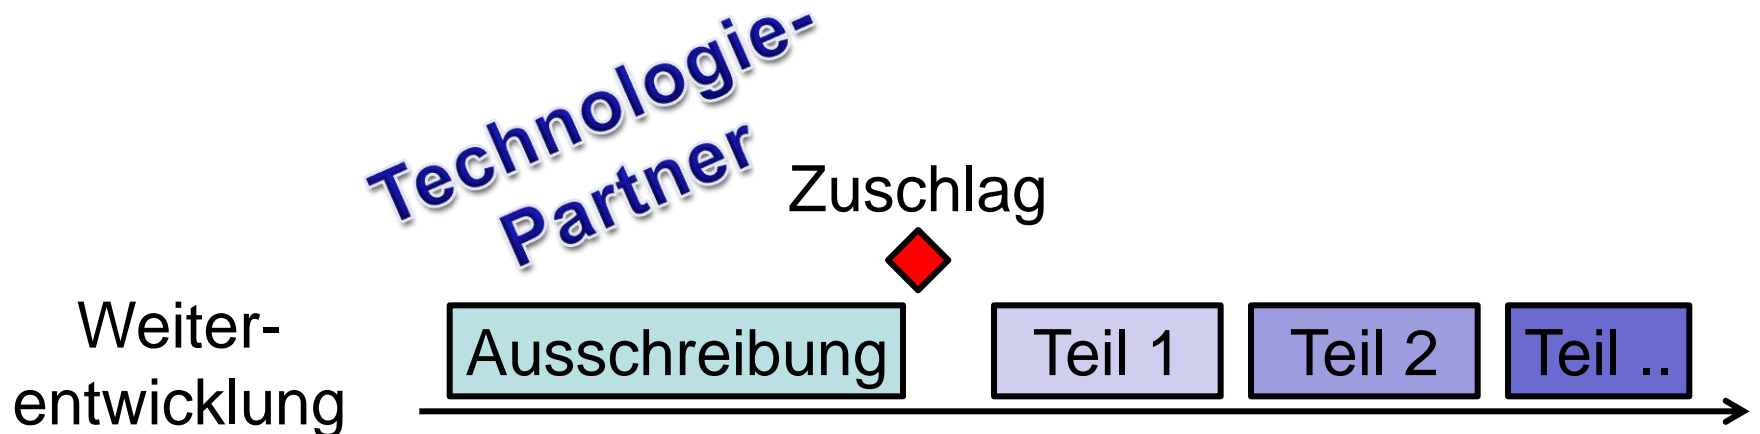 Technologie-
Partner
Zuschlag
Weiter-
entwicklung
Ausschreibung
Teil 1
Teil 2
Teil ..